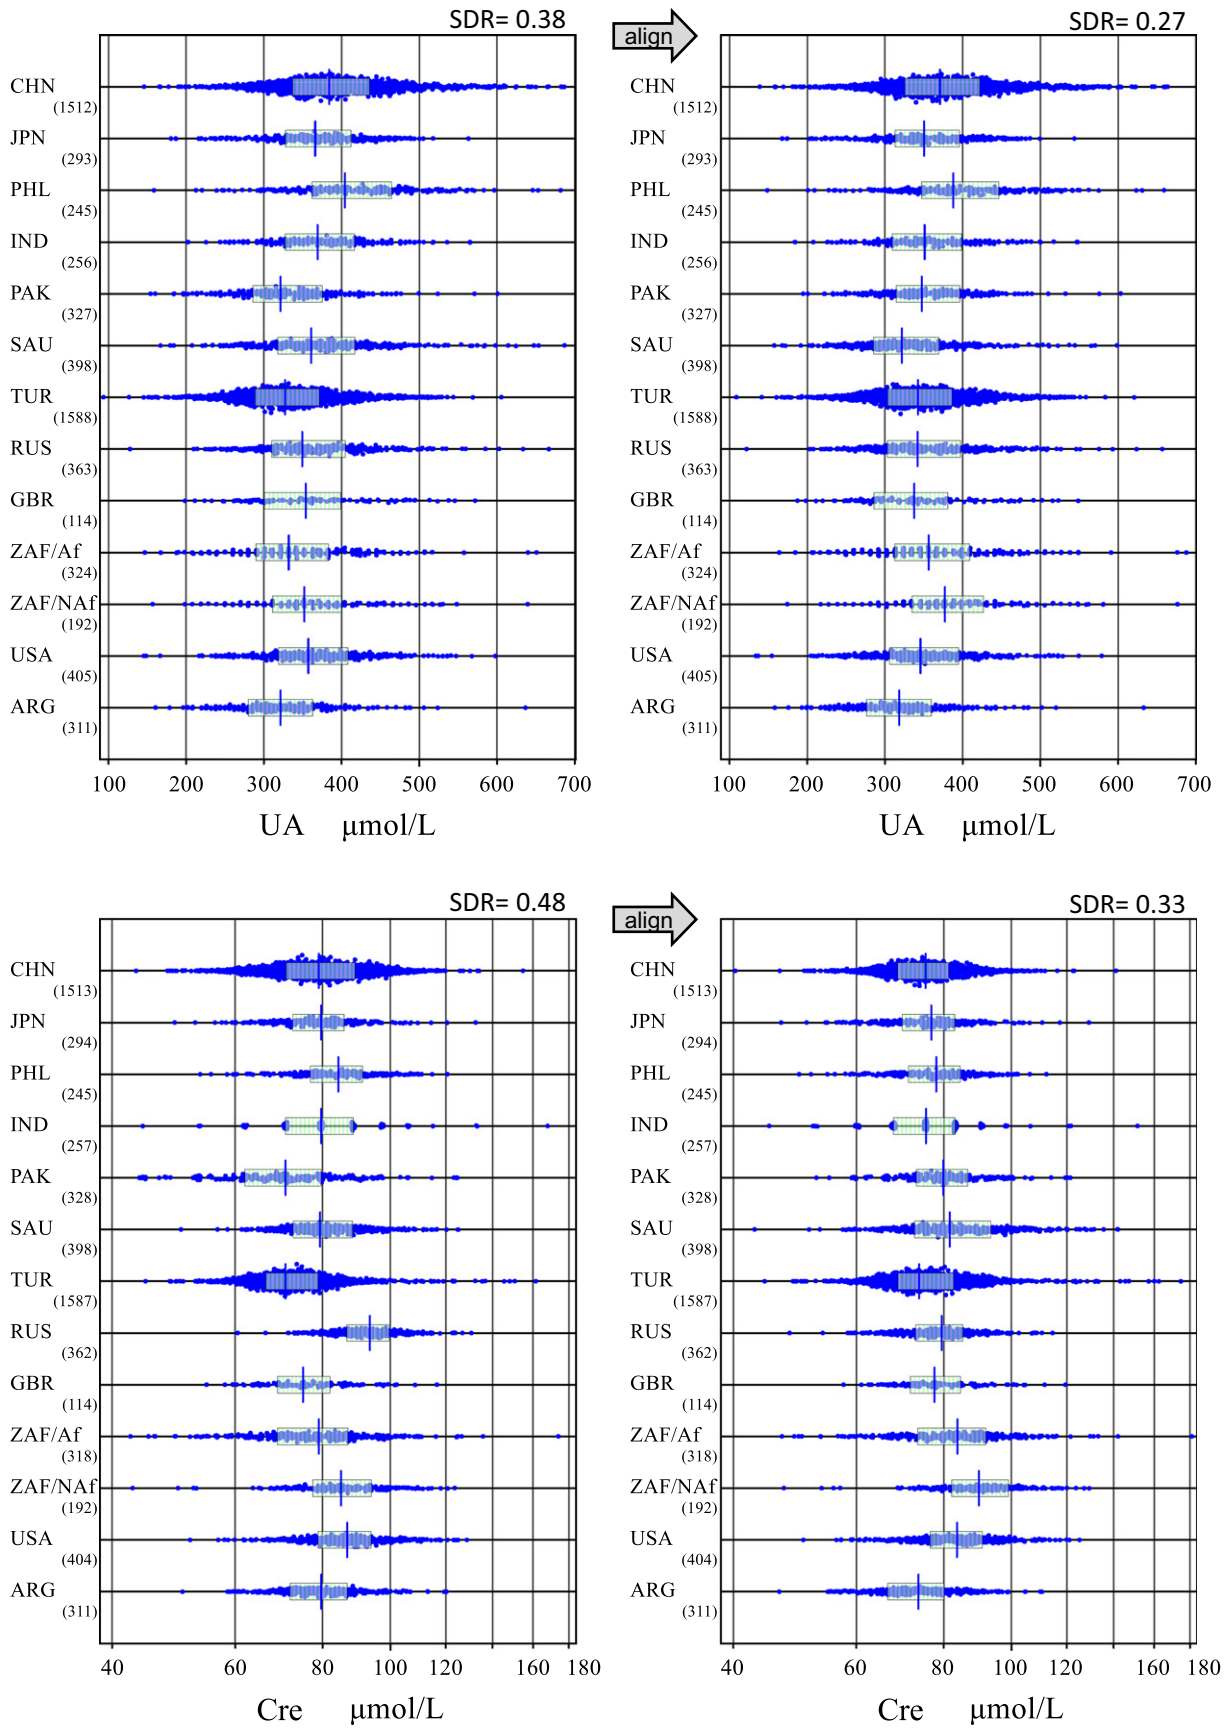 SDR= 0.38
align
SDR= 0.27
CHN
(1512)
JPN
(293)
PHL
(245)
IND
(256)
PAK
(327)
SAU
(398)
TUR
(1588)
RUS
(363)
GBR
(114)
ZAF/Af
(324)
ZAF/NAf
(192)
USA
(405)
ARG
(311)
100 200 300 400 500 600 700
UA μmol/L
CHN
(1512)
JPN
(293)
PHL
(245)
IND
(256)
PAK
(327)
SAU
(398)
TUR
(1588)
RUS
(363)
GBR
(114)
ZAF/Af
(324)
ZAF/NAf
(192)
USA
(405)
ARG
(311)
100 200 300 400 500 600 700
UA μmol/L
SDR= 0.48
align
SDR= 0.33
CHN
(1513)
JPN
(294)
PHL
(245)
IND
(257)
PAK
(328)
SAU
(398)
TUR
(1587)
RUS
(362)
GBR
(114)
ZAF/Af
(318)
ZAF/NAf
(192)
USA
(404)
ARG
(311)
40 60 80 100 120 140 160 180
Cre μmol/L
CHN
(1513)
JPN
(294)
PHL
(245)
IND
(257)
PAK
(328)
SAU
(398)
TUR
(1587)
RUS
(362)
GBR
(114)
ZAF/Af
(318)
ZAF/NAf
(192)
USA
(404)
ARG
(311)
40 60 80 100 120 140 160 180
Cre μmol/L